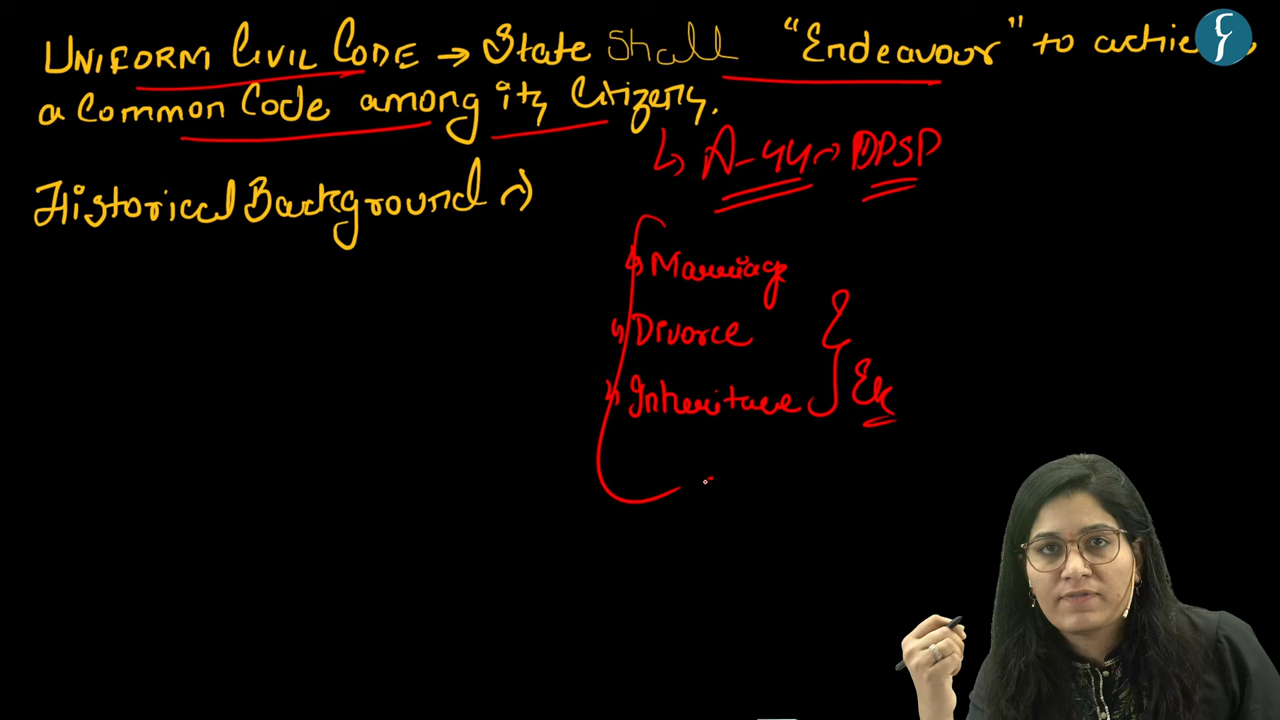 UNIFORM CIVIL CODE → State Shall "Endeavour" to achieve
a Common Code among its Citizens.
↳ A-44 → DPSP
Historical Background →
↳ Marriage
↳ Divorce
↳ Inheritance } Ek